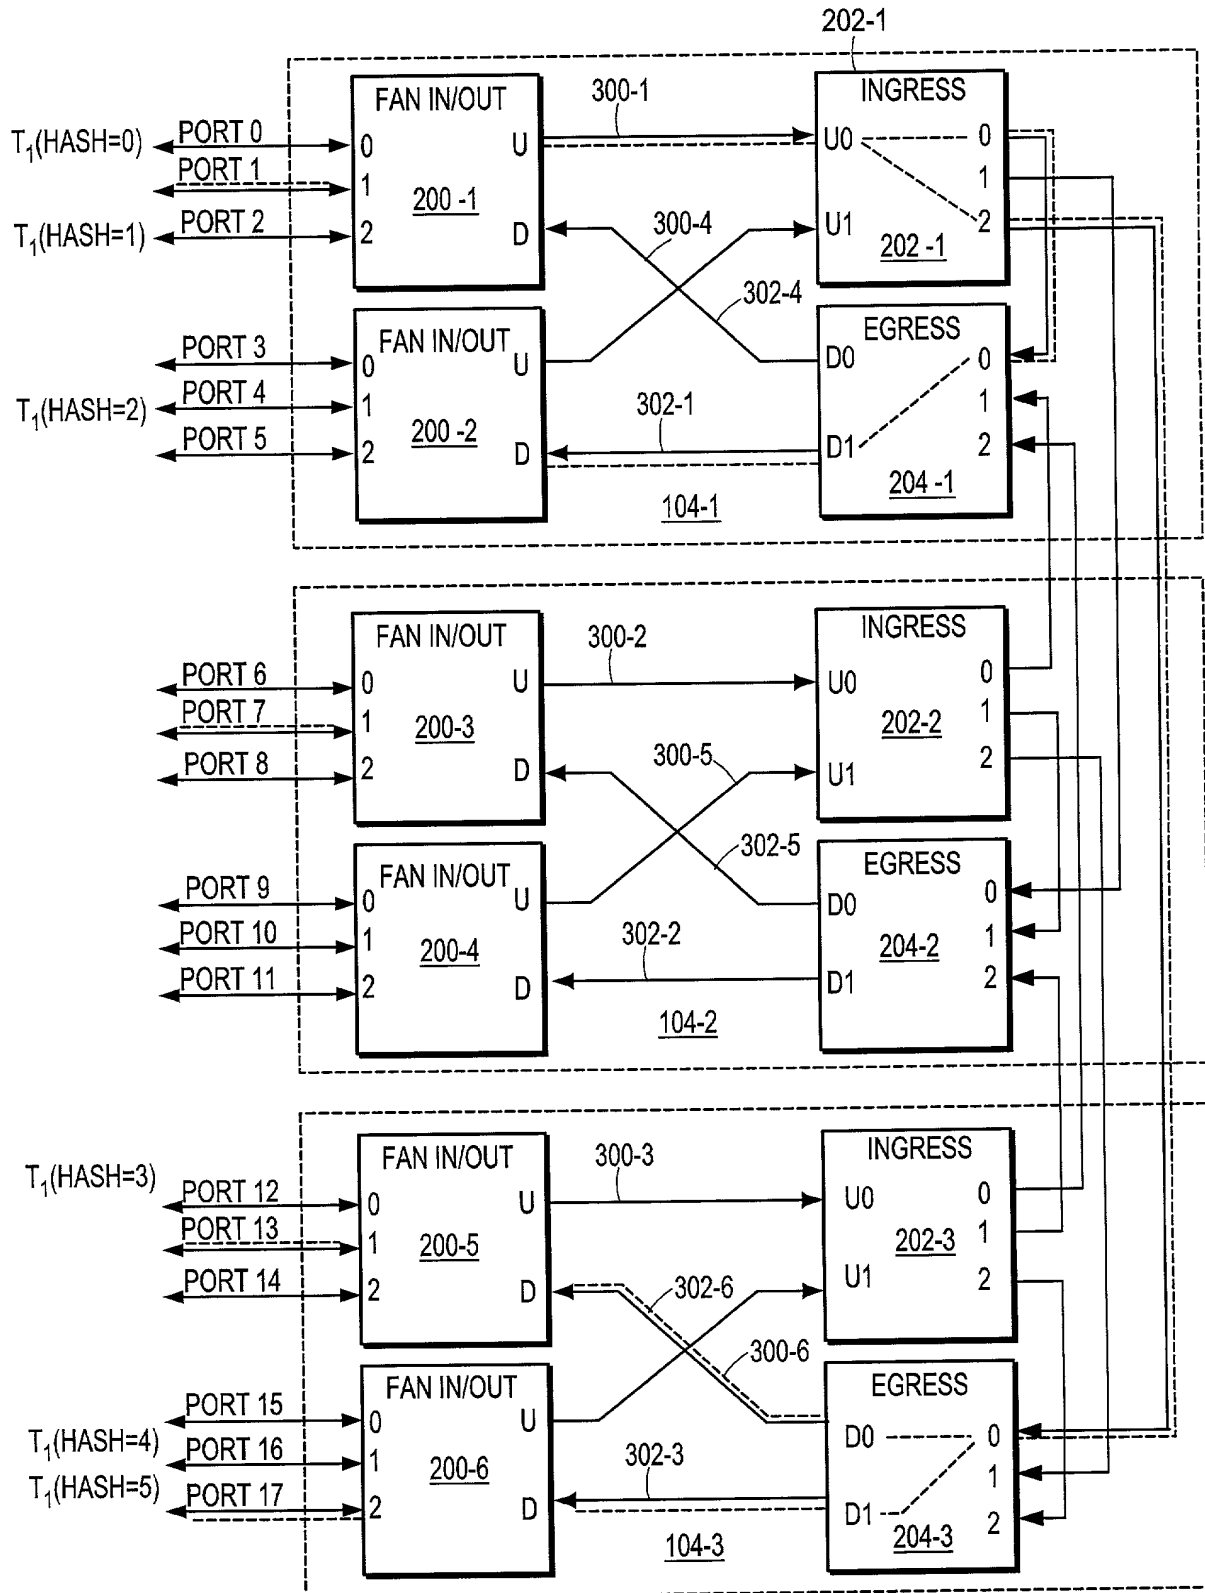 202-1
FAN IN/OUT
300-1
INGRESS
T1(HASH=0)
PORT 0
0
U
U0
0
PORT 1
1
1
200-1
T1(HASH=1)
PORT 2
2
D
300-4
U1
2
202-1
302-4
FAN IN/OUT
EGRESS
PORT 3
0
U
D0
0
T1(HASH=2)
PORT 4
1
302-1
1
200-2
PORT 5
2
D
D1
2
104-1
204-1
FAN IN/OUT
300-2
INGRESS
PORT 6
0
U
U0
0
PORT 7
1
1
200-3
202-2
PORT 8
2
D
300-5
U1
2
302-5
FAN IN/OUT
EGRESS
PORT 9
0
U
D0
0
PORT 10
1
302-2
1
200-4
204-2
PORT 11
2
D
D1
2
104-2
FAN IN/OUT
300-3
INGRESS
T1(HASH=3)
PORT 12
0
U
U0
0
PORT 13
1
1
200-5
202-3
PORT 14
2
D
302-6
U1
2
300-6
FAN IN/OUT
EGRESS
PORT 15
0
U
D0
0
T1(HASH=4)
PORT 16
1
302-3
1
200-6
T1(HASH=5)
PORT 17
2
D
D1
2
104-3
204-3